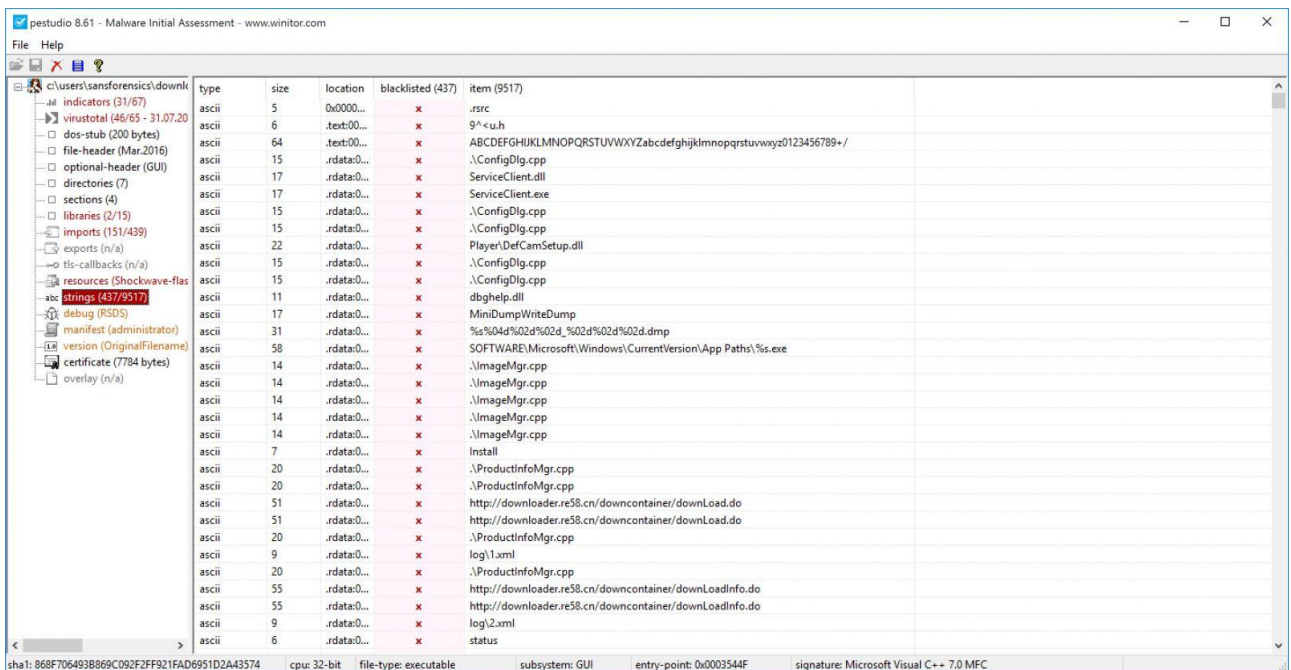 pestudio 8.61 - Malware Initial Assessment - www.winitor.com
File Help
c:\users\sansforensics\downlc
indicators (31/67)
virustotal (46/65 - 31.07.20
dos-stub (200 bytes)
file-header (Mar.2016)
optional-header (GUI)
directories (7)
sections (4)
libraries (2/15)
imports (151/439)
exports (n/a)
tls-callbacks (n/a)
resources (Shockwave-flas
abc strings (437/9517)
debug (RSDS)
manifest (administrator)
1.0 version (OriginalFilename)
certificate (7784 bytes)
overlay (n/a)
type size location blacklisted (437) item (9517)
ascii 5 0x0000... x .rsrc
ascii 6 .text:00... x 9^<u.h
ascii 64 .text:00... x ABCDEFGHIJKLMNOPQRSTUVWXYZabcdefghijklmnopqrstuvwxyz0123456789+/
ascii 15 .rdata:0... x .\ConfigDlg.cpp
ascii 17 .rdata:0... x ServiceClient.dll
ascii 17 .rdata:0... x ServiceClient.exe
ascii 15 .rdata:0... x .\ConfigDlg.cpp
ascii 15 .rdata:0... x .\ConfigDlg.cpp
ascii 22 .rdata:0... x Player\DefCamSetup.dll
ascii 15 .rdata:0... x .\ConfigDlg.cpp
ascii 15 .rdata:0... x .\ConfigDlg.cpp
ascii 11 .rdata:0... x dbghelp.dll
ascii 17 .rdata:0... x MiniDumpWriteDump
ascii 31 .rdata:0... x %s%04d%02d%02d_%02d%02d%02d.dmp
ascii 58 .rdata:0... x SOFTWARE\Microsoft\Windows\CurrentVersion\App Paths\%s.exe
ascii 14 .rdata:0... x .\ImageMgr.cpp
ascii 14 .rdata:0... x .\ImageMgr.cpp
ascii 14 .rdata:0... x .\ImageMgr.cpp
ascii 14 .rdata:0... x .\ImageMgr.cpp
ascii 14 .rdata:0... x .\ImageMgr.cpp
ascii 7 .rdata:0... x Install
ascii 20 .rdata:0... x .\ProductInfoMgr.cpp
ascii 20 .rdata:0... x .\ProductInfoMgr.cpp
ascii 51 .rdata:0... x http://downloader.re58.cn/downcontainer/downLoad.do
ascii 51 .rdata:0... x http://downloader.re58.cn/downcontainer/downLoad.do
ascii 20 .rdata:0... x .\ProductInfoMgr.cpp
ascii 9 .rdata:0... x log\1.xml
ascii 20 .rdata:0... x .\ProductInfoMgr.cpp
ascii 55 .rdata:0... x http://downloader.re58.cn/downcontainer/downLoadInfo.do
ascii 55 .rdata:0... x http://downloader.re58.cn/downcontainer/downLoadInfo.do
ascii 9 .rdata:0... x log\2.xml
ascii 6 .rdata:0... x status
sha1: 868F706493B869C092F2FF921FAD6951D2A43574 cpu: 32-bit file-type: executable subsystem: GUI entry-point: 0x0003544F signature: Microsoft Visual C++ 7.0 MFC